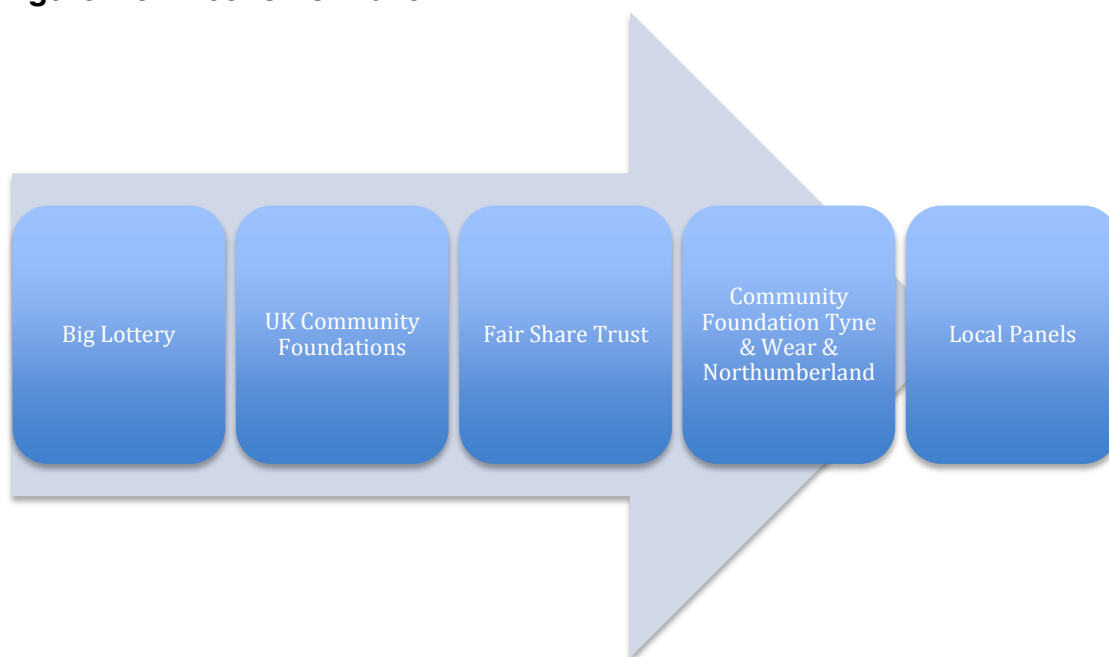 Big Lottery
UK Community
Foundations
Fair Share Trust
Community
Foundation Tyne
& Wear &
Northumberland
Local Panels